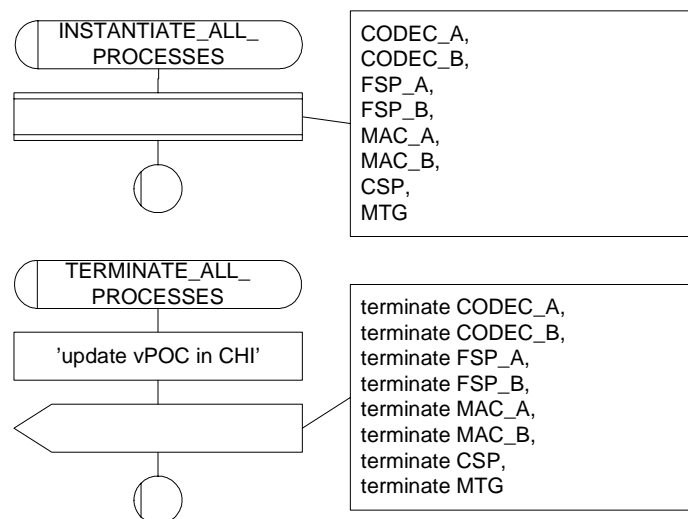 INSTANTIATE_ALL_
PROCESSES
CODEC_A,
CODEC_B,
FSP_A,
FSP_B,
MAC_A,
MAC_B,
CSP,
MTG
TERMINATE_ALL_
PROCESSES
’update vPOC in CHI’
terminate CODEC_A,
terminate CODEC_B,
terminate FSP_A,
terminate FSP_B,
terminate MAC_A,
terminate MAC_B,
terminate CSP,
terminate MTG